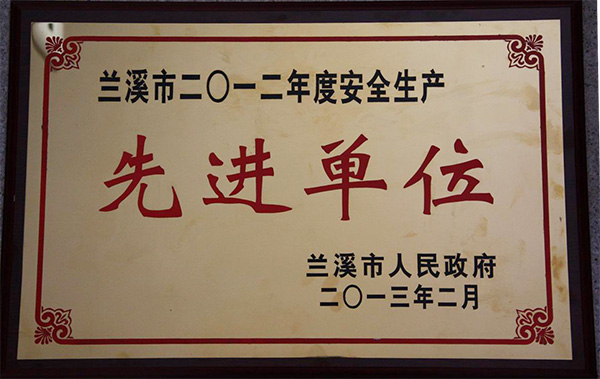 兰溪市二〇一二年度安全生产
先进单位
兰溪市人民政府
二〇一三年二月